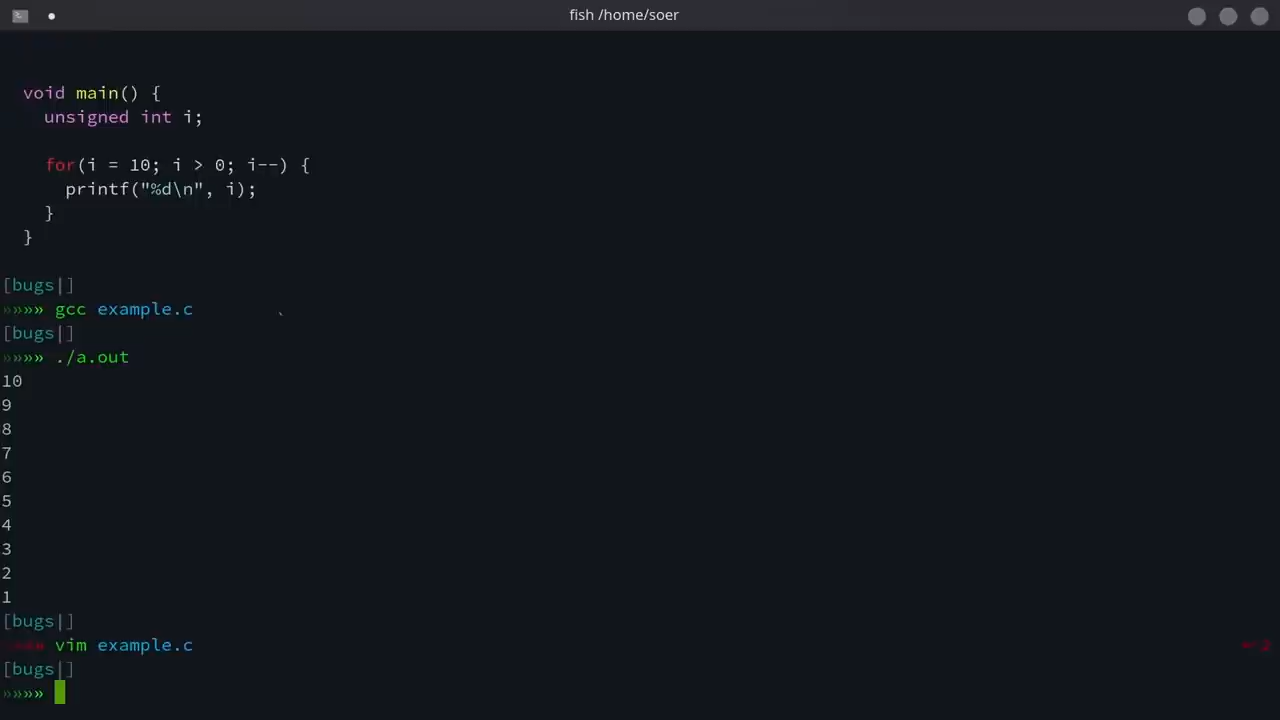 fish /home/soer
void main() {
  unsigned int i;
  for(i = 10; i > 0; i--) {
    printf("%d\n", i);
  }
}
[bugs|]
»»»» gcc example.c
[bugs|]
»»»» ./a.out
10
9
8
7
6
5
4
3
2
1
[bugs|]
»»»» vim example.c
[bugs|]
»»»»